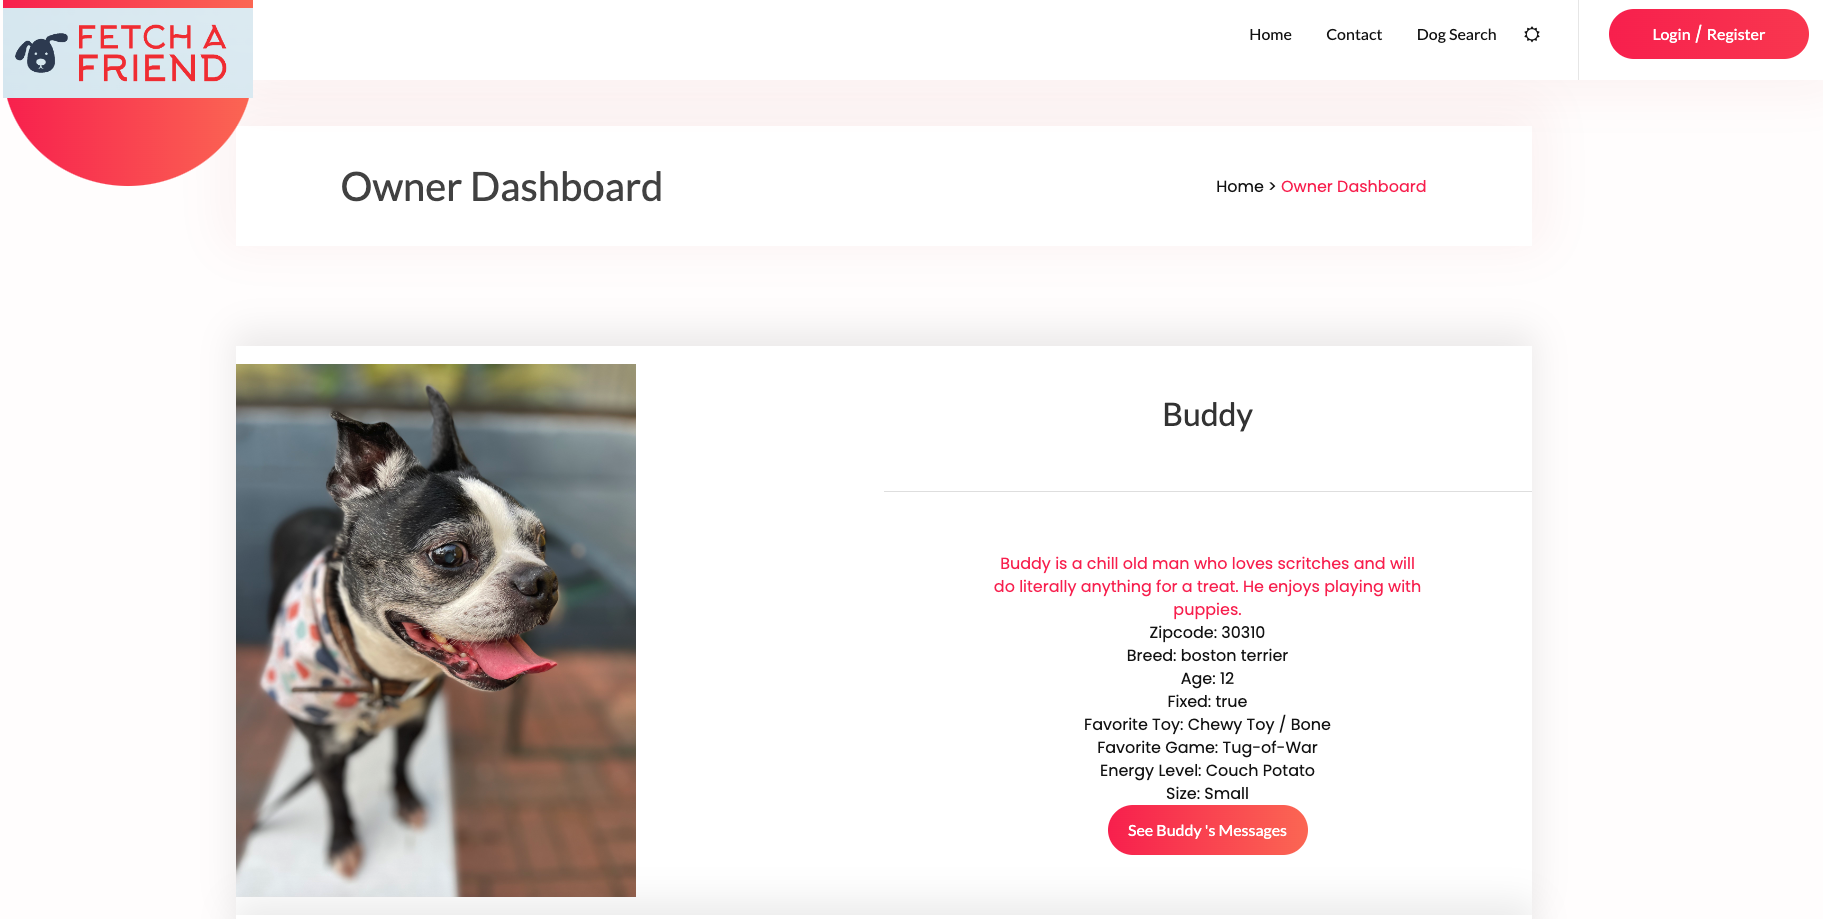 FETCH A
FRIEND
Home
Contact
Dog Search
Login / Register
Owner Dashboard
Home > Owner Dashboard
Buddy
Buddy is a chill old man who loves scritches and will
do literally anything for a treat. He enjoys playing with
puppies.
Zipcode: 30310
Breed: boston terrier
Age: 12
Fixed: true
Favorite Toy: Chewy Toy / Bone
Favorite Game: Tug-of-War
Energy Level: Couch Potato
Size: Small
See Buddy 's Messages